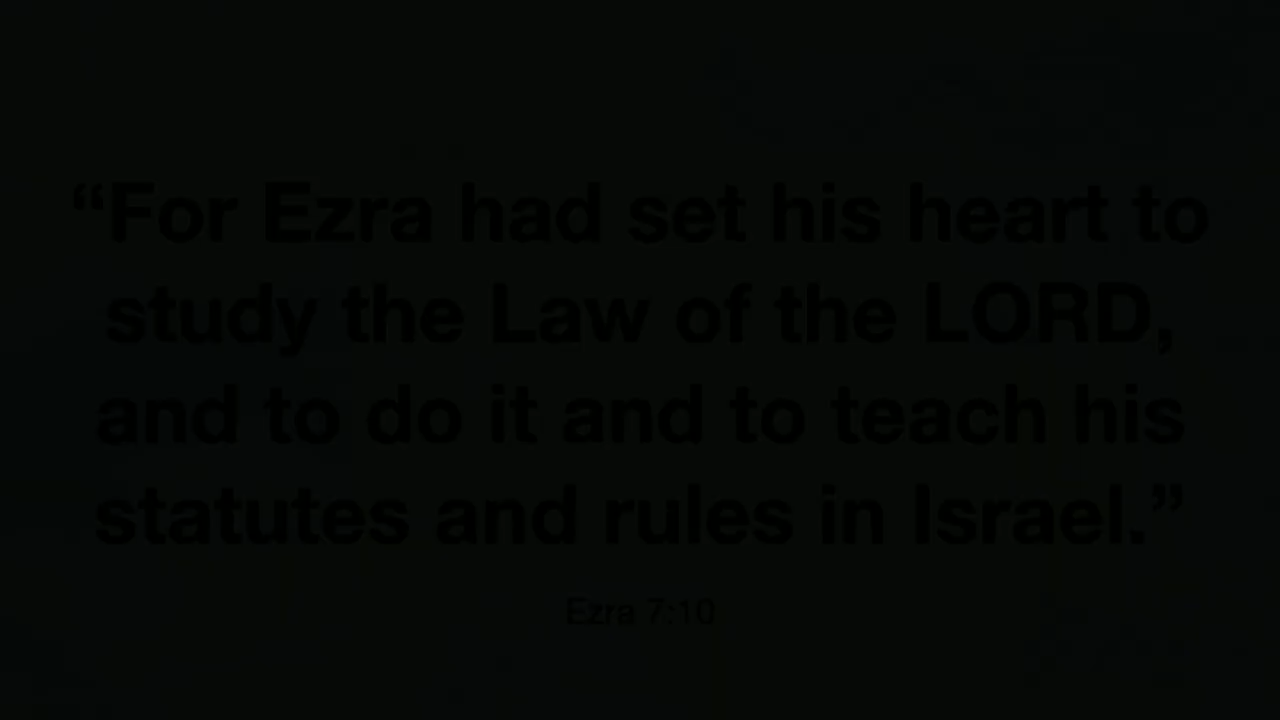 “For Ezra had set his heart to
study the Law of the LORD,
and to do it and to teach his
statutes and rules in Israel.”
Ezra 7:10